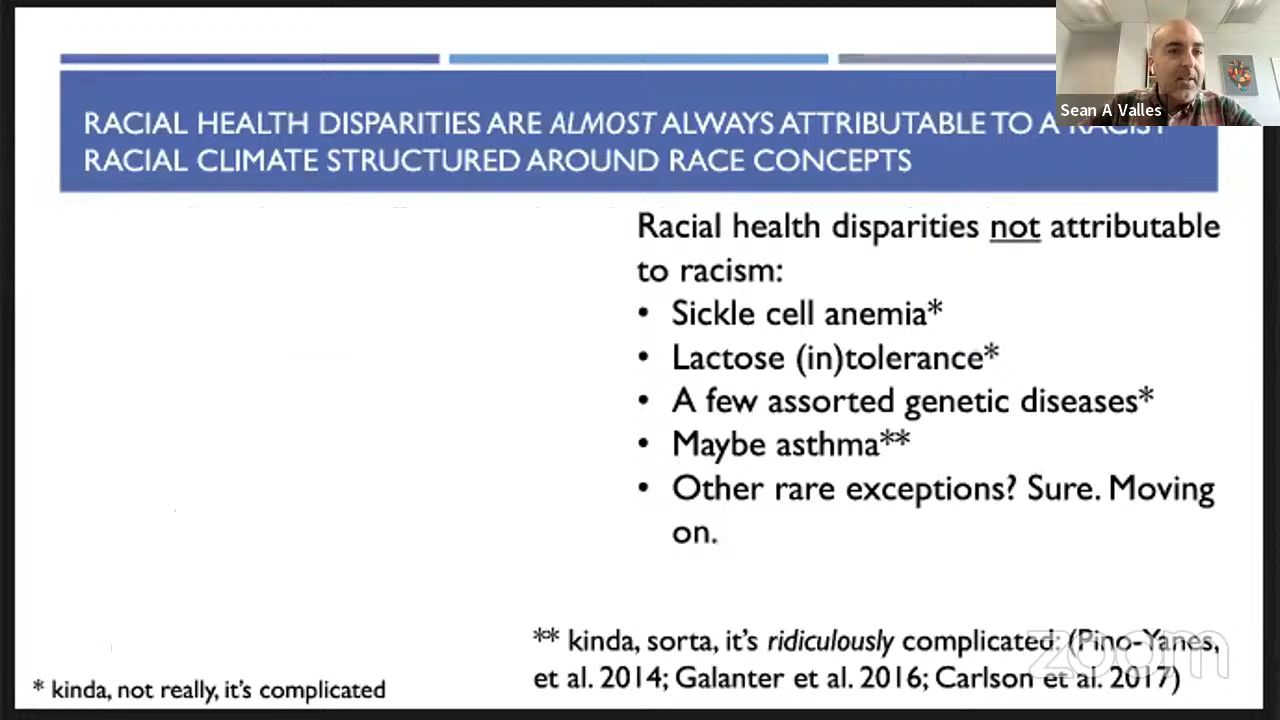 RACIAL HEALTH DISPARITIES ARE ALMOST ALWAYS ATTRIBUTABLE TO A RACIST
RACIAL CLIMATE STRUCTURED AROUND RACE CONCEPTS
Sean A Valles
Racial health disparities not attributable
to racism:
• Sickle cell anemia*
• Lactose (in)tolerance*
• A few assorted genetic diseases*
• Maybe asthma**
• Other rare exceptions? Sure. Moving
on.
** kinda, sorta, it's ridiculously complicated: (Pino-Yanes,
et al. 2014; Galanter et al. 2016; Carlson et al. 2017)
* kinda, not really, it's complicated
zoom